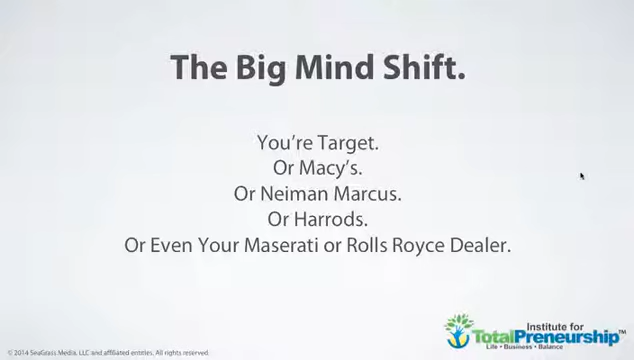 The Big Mind Shift.
You're Target.
Or Macy's.
Or Neiman Marcus.
Or Harrods.
Or Even Your Maserati or Rolls Royce Dealer.
Institute for
TotalPreneurship™
Life • Business • Balance
© 2014 SeaGrass Media, LLC and affiliated entities. All rights reserved.